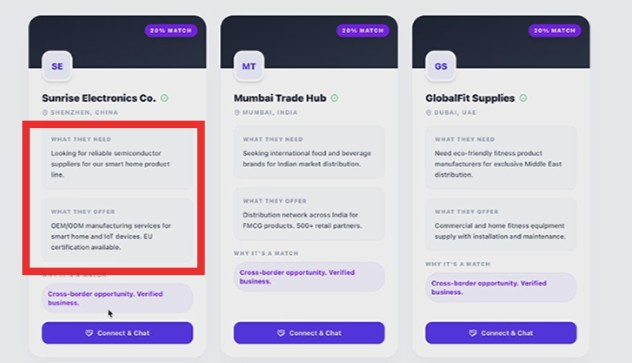 20% MATCH
SE
Sunrise Electronics Co.
SHENZHEN, CHINA
WHAT THEY NEED
Looking for reliable semiconductor
suppliers for our smart home product
line.
WHAT THEY OFFER
OEM/ODM manufacturing services for
smart home and IoT devices. EU
certification available.
WHY IT'S A MATCH
Cross-border opportunity. Verified
business.
Connect & Chat
20% MATCH
MT
Mumbai Trade Hub
MUMBAI, INDIA
WHAT THEY NEED
Seeking international food and beverage
brands for Indian market distribution.
WHAT THEY OFFER
Distribution network across India for
FMCG products. 500+ retail partners.
WHY IT'S A MATCH
Cross-border opportunity. Verified
business.
Connect & Chat
20% MATCH
GS
GlobalFit Supplies
DUBAI, UAE
WHAT THEY NEED
Need eco-friendly fitness product
manufacturers for exclusive Middle East
distribution.
WHAT THEY OFFER
Commercial and home fitness equipment
supply with installation and maintenance.
WHY IT'S A MATCH
Cross-border opportunity. Verified
business.
Connect & Chat